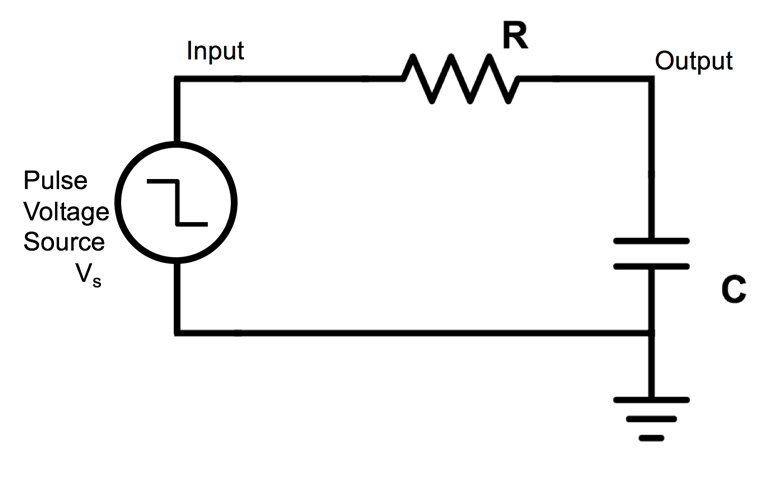 Input
R
Output
Pulse
Voltage
Source
Vs
C